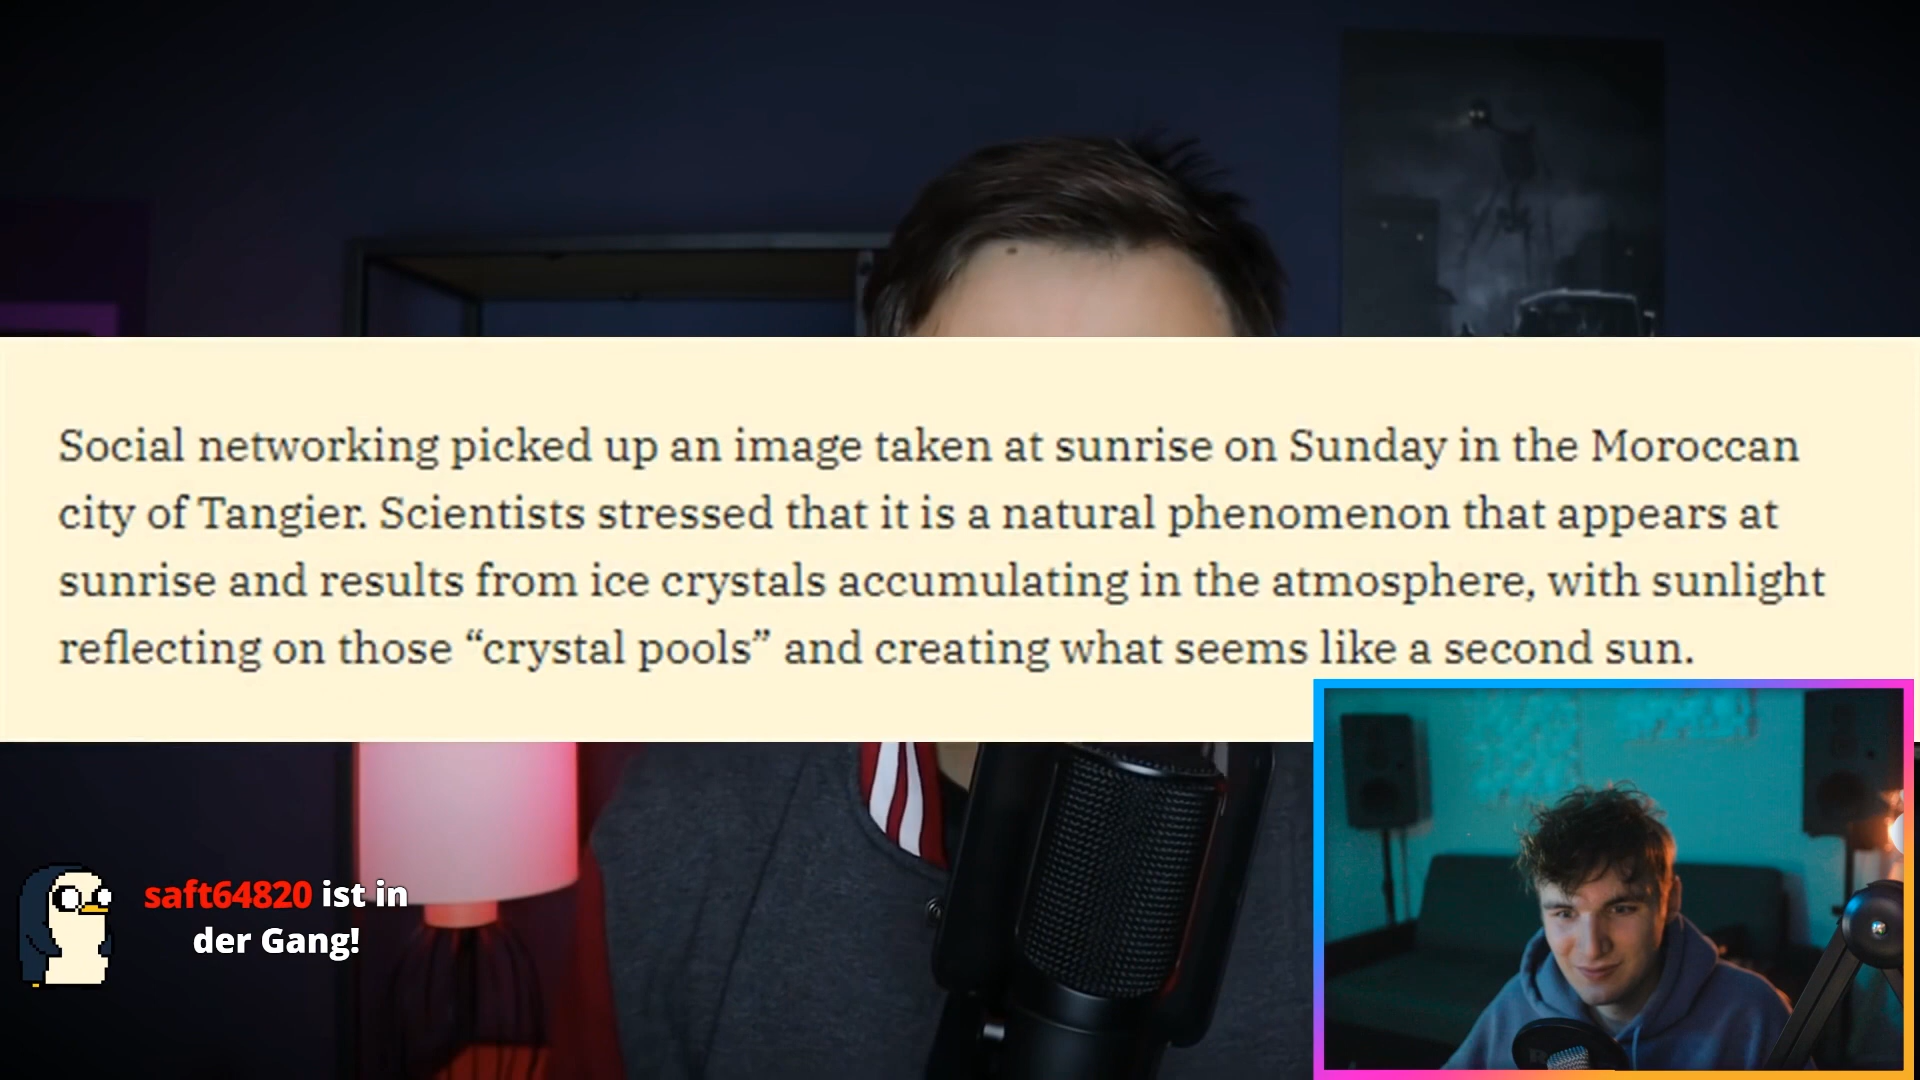 Social networking picked up an image taken at sunrise on Sunday in the Moroccan
city of Tangier. Scientists stressed that it is a natural phenomenon that appears at
sunrise and results from ice crystals accumulating in the atmosphere, with sunlight
reflecting on those “crystal pools” and creating what seems like a second sun.
saft64820 ist in
der Gang!